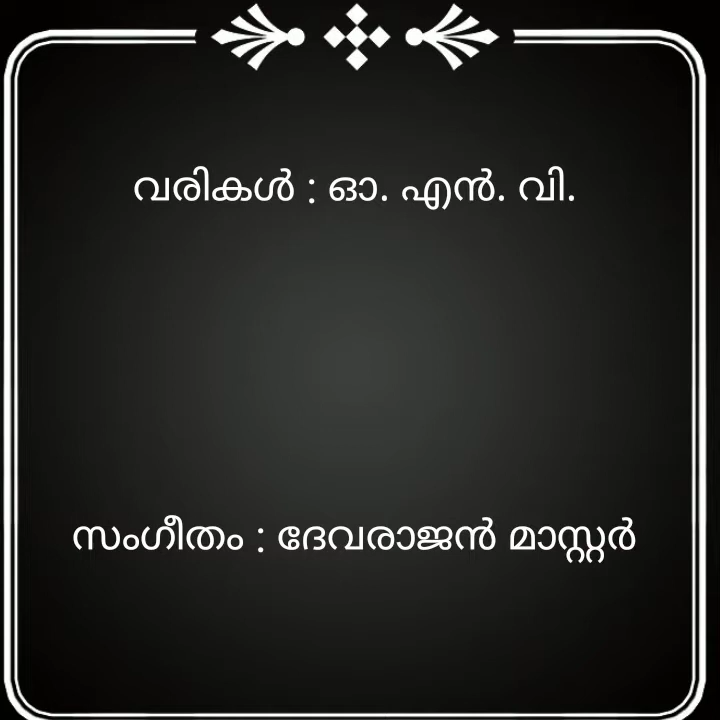 വരികൾ : ഓ. എൻ. വി.
സംഗീതം : ദേവരാജൻ മാസ്റ്റർ